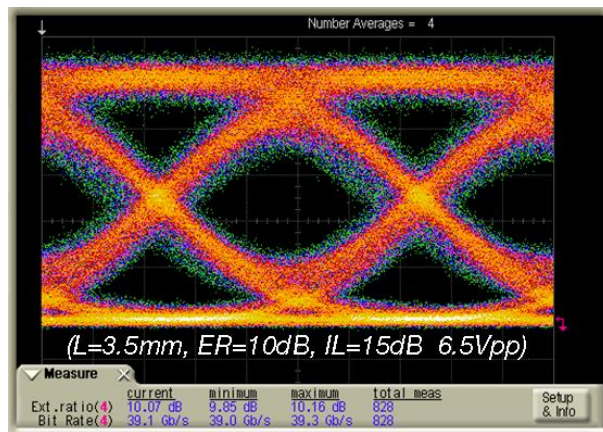 Number Averages = 4
(L=3.5mm, ER=10dB, IL=15dB 6.5Vpp)
Measure
current minimum maximum total meas
Ext.ratio(4) 10.07 dB 9.85 dB 10.16 dB 828
Bit Rate(4) 39.1 Gb/s 39.0 Gb/s 39.3 Gb/s 828
Setup
& Info